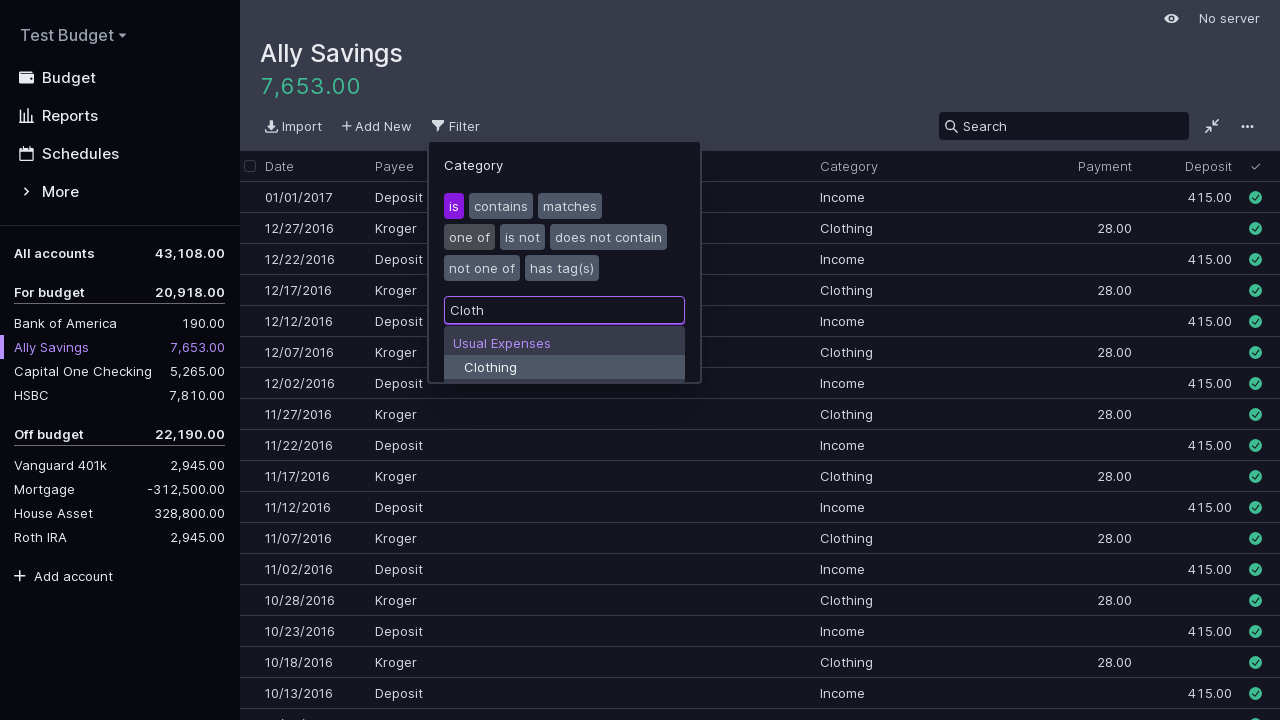 Test Budget
Budget
Reports
Schedules
More
All accounts 43,108.00
For budget 20,918.00
Bank of America 190.00
Ally Savings 7,653.00
Capital One Checking 5,265.00
HSBC 7,810.00
Off budget 22,190.00
Vanguard 401k 2,945.00
Mortgage -312,500.00
House Asset 328,800.00
Roth IRA 2,945.00
Add account
No server
Ally Savings
7,653.00
Import Add New Filter Search
Date Payee Category Payment Deposit
01/01/2017 Deposit Income 415.00
12/27/2016 Kroger Clothing 28.00
12/22/2016 Deposit Income 415.00
12/17/2016 Kroger Clothing 28.00
12/12/2016 Deposit Income 415.00
12/07/2016 Kroger Clothing 28.00
12/02/2016 Deposit Income 415.00
11/27/2016 Kroger Clothing 28.00
11/22/2016 Deposit Income 415.00
11/17/2016 Kroger Clothing 28.00
11/12/2016 Deposit Income 415.00
11/07/2016 Kroger Clothing 28.00
11/02/2016 Deposit Income 415.00
10/28/2016 Kroger Clothing 28.00
10/23/2016 Deposit Income 415.00
10/18/2016 Kroger Clothing 28.00
10/13/2016 Deposit Income 415.00
Category
is contains matches
one of is not does not contain
not one of has tag(s)
Cloth
Usual Expenses
Clothing